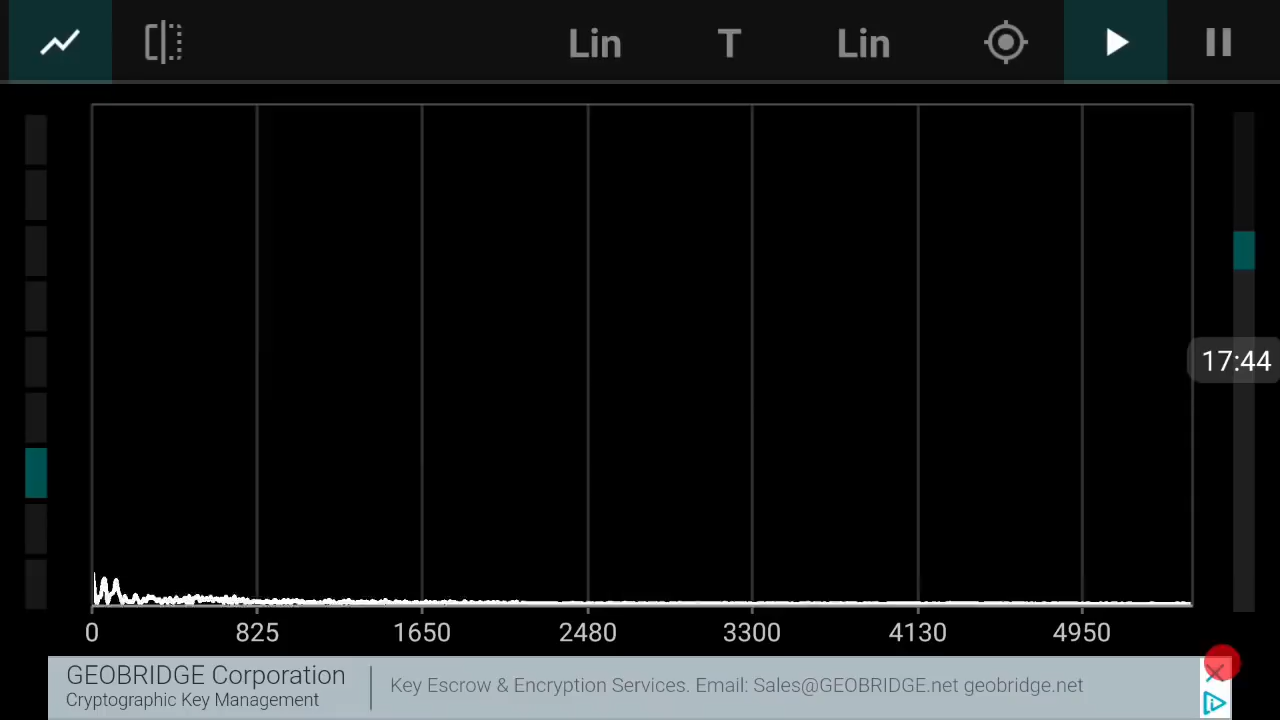 Lin T Lin
17:44
0 825 1650 2480 3300 4130 4950
GEOBRIDGE Corporation
Cryptographic Key Management
Key Escrow & Encryption Services. Email: Sales@GEOBRIDGE.net geobridge.net